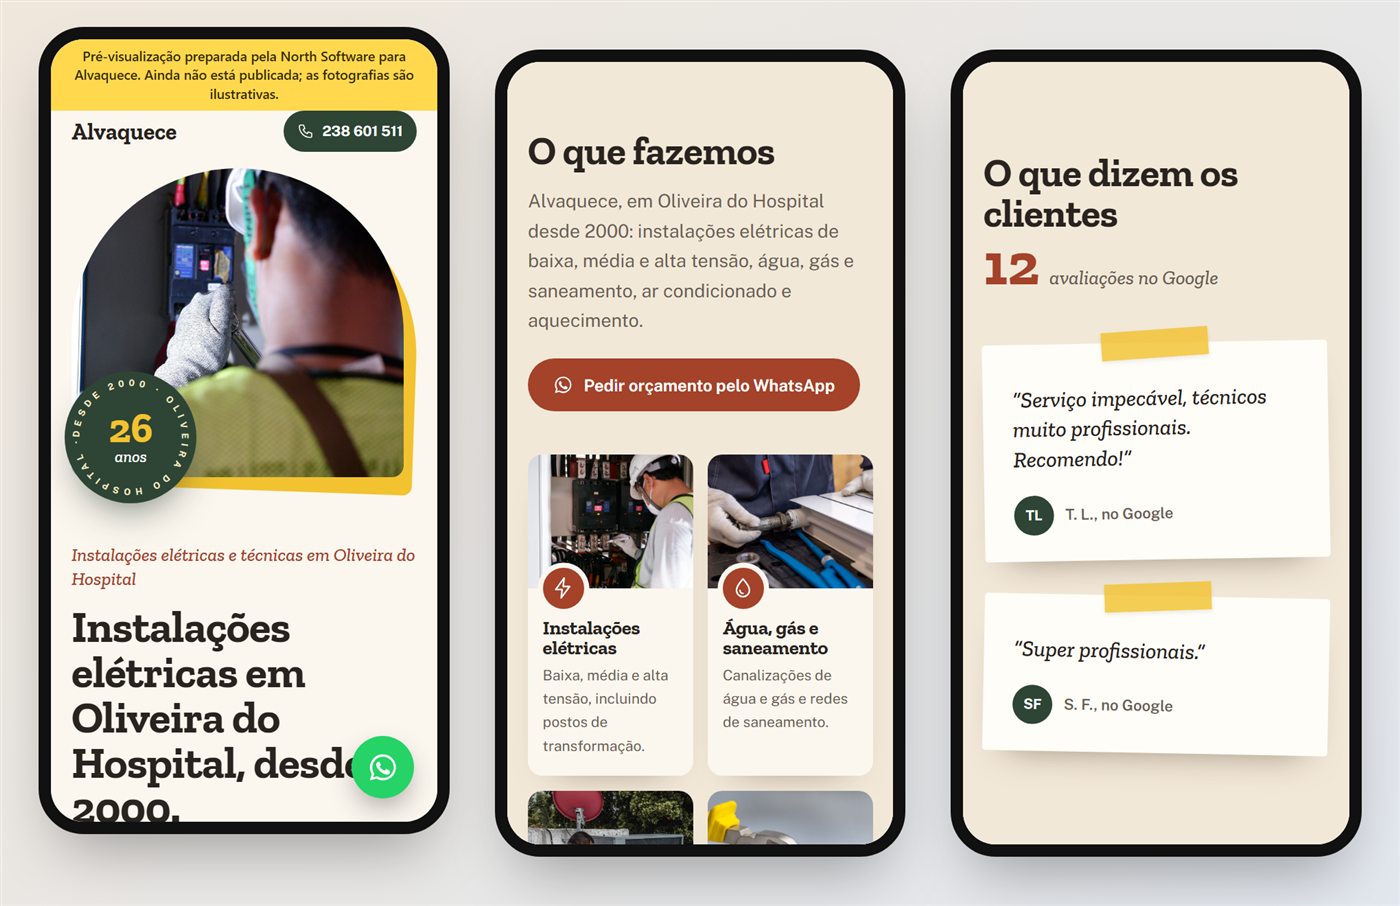 Pré-visualização preparada pela North Software para
Alvaquece. Ainda não está publicada; as fotografias são
ilustrativas.
Alvaquece
238 601 511
DESDE 2000 · OLIVEIRA DO HOSPITAL ·
26
anos
Instalações elétricas e técnicas em Oliveira do
Hospital
Instalações
elétricas em
Oliveira do
Hospital, desde
2000.
O que fazemos
Alvaquece, em Oliveira do Hospital
desde 2000: instalações elétricas de
baixa, média e alta tensão, água, gás e
saneamento, ar condicionado e
aquecimento.
Pedir orçamento pelo WhatsApp
Instalações
elétricas
Baixa, média e alta
tensão, incluindo
postos de
transformação.
Água, gás e
saneamento
Canalizações de
água e gás e redes
de saneamento.
O que dizem os
clientes
12 avaliações no Google
“Serviço impecável, técnicos
muito profissionais.
Recomendo!”
TL T. L., no Google
“Super profissionais.”
SF S. F., no Google